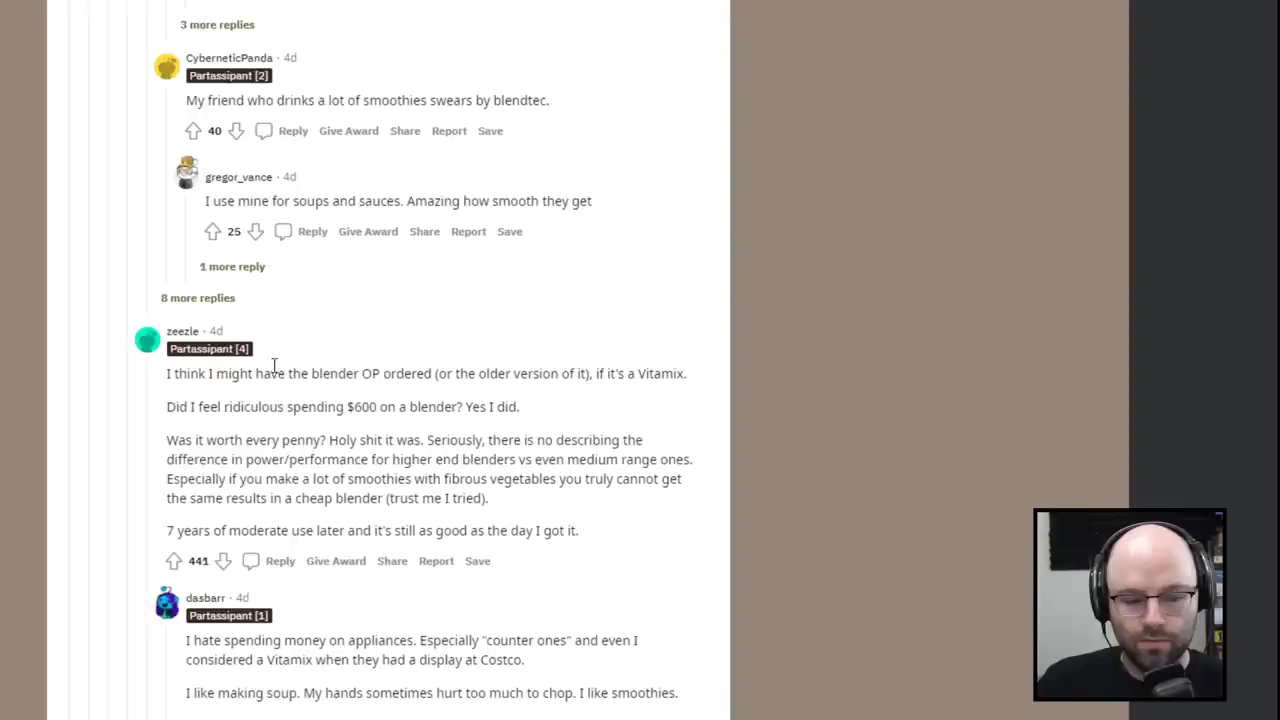 3 more replies
CyberneticPanda · 4d
Partassipant [2]
My friend who drinks a lot of smoothies swears by blendtec.
40 Reply Give Award Share Report Save
gregor_vance · 4d
I use mine for soups and sauces. Amazing how smooth they get
25 Reply Give Award Share Report Save
1 more reply
8 more replies
zeezle · 4d
Partassipant [4]
I think I might have the blender OP ordered (or the older version of it), if it's a Vitamix.
Did I feel ridiculous spending $600 on a blender? Yes I did.
Was it worth every penny? Holy shit it was. Seriously, there is no describing the
difference in power/performance for higher end blenders vs even medium range ones.
Especially if you make a lot of smoothies with fibrous vegetables you truly cannot get
the same results in a cheap blender (trust me I tried).
7 years of moderate use later and it's still as good as the day I got it.
441 Reply Give Award Share Report Save
dasbarr · 4d
Partassipant [1]
I hate spending money on appliances. Especially "counter ones" and even I
considered a Vitamix when they had a display at Costco.
I like making soup. My hands sometimes hurt too much to chop. I like smoothies.